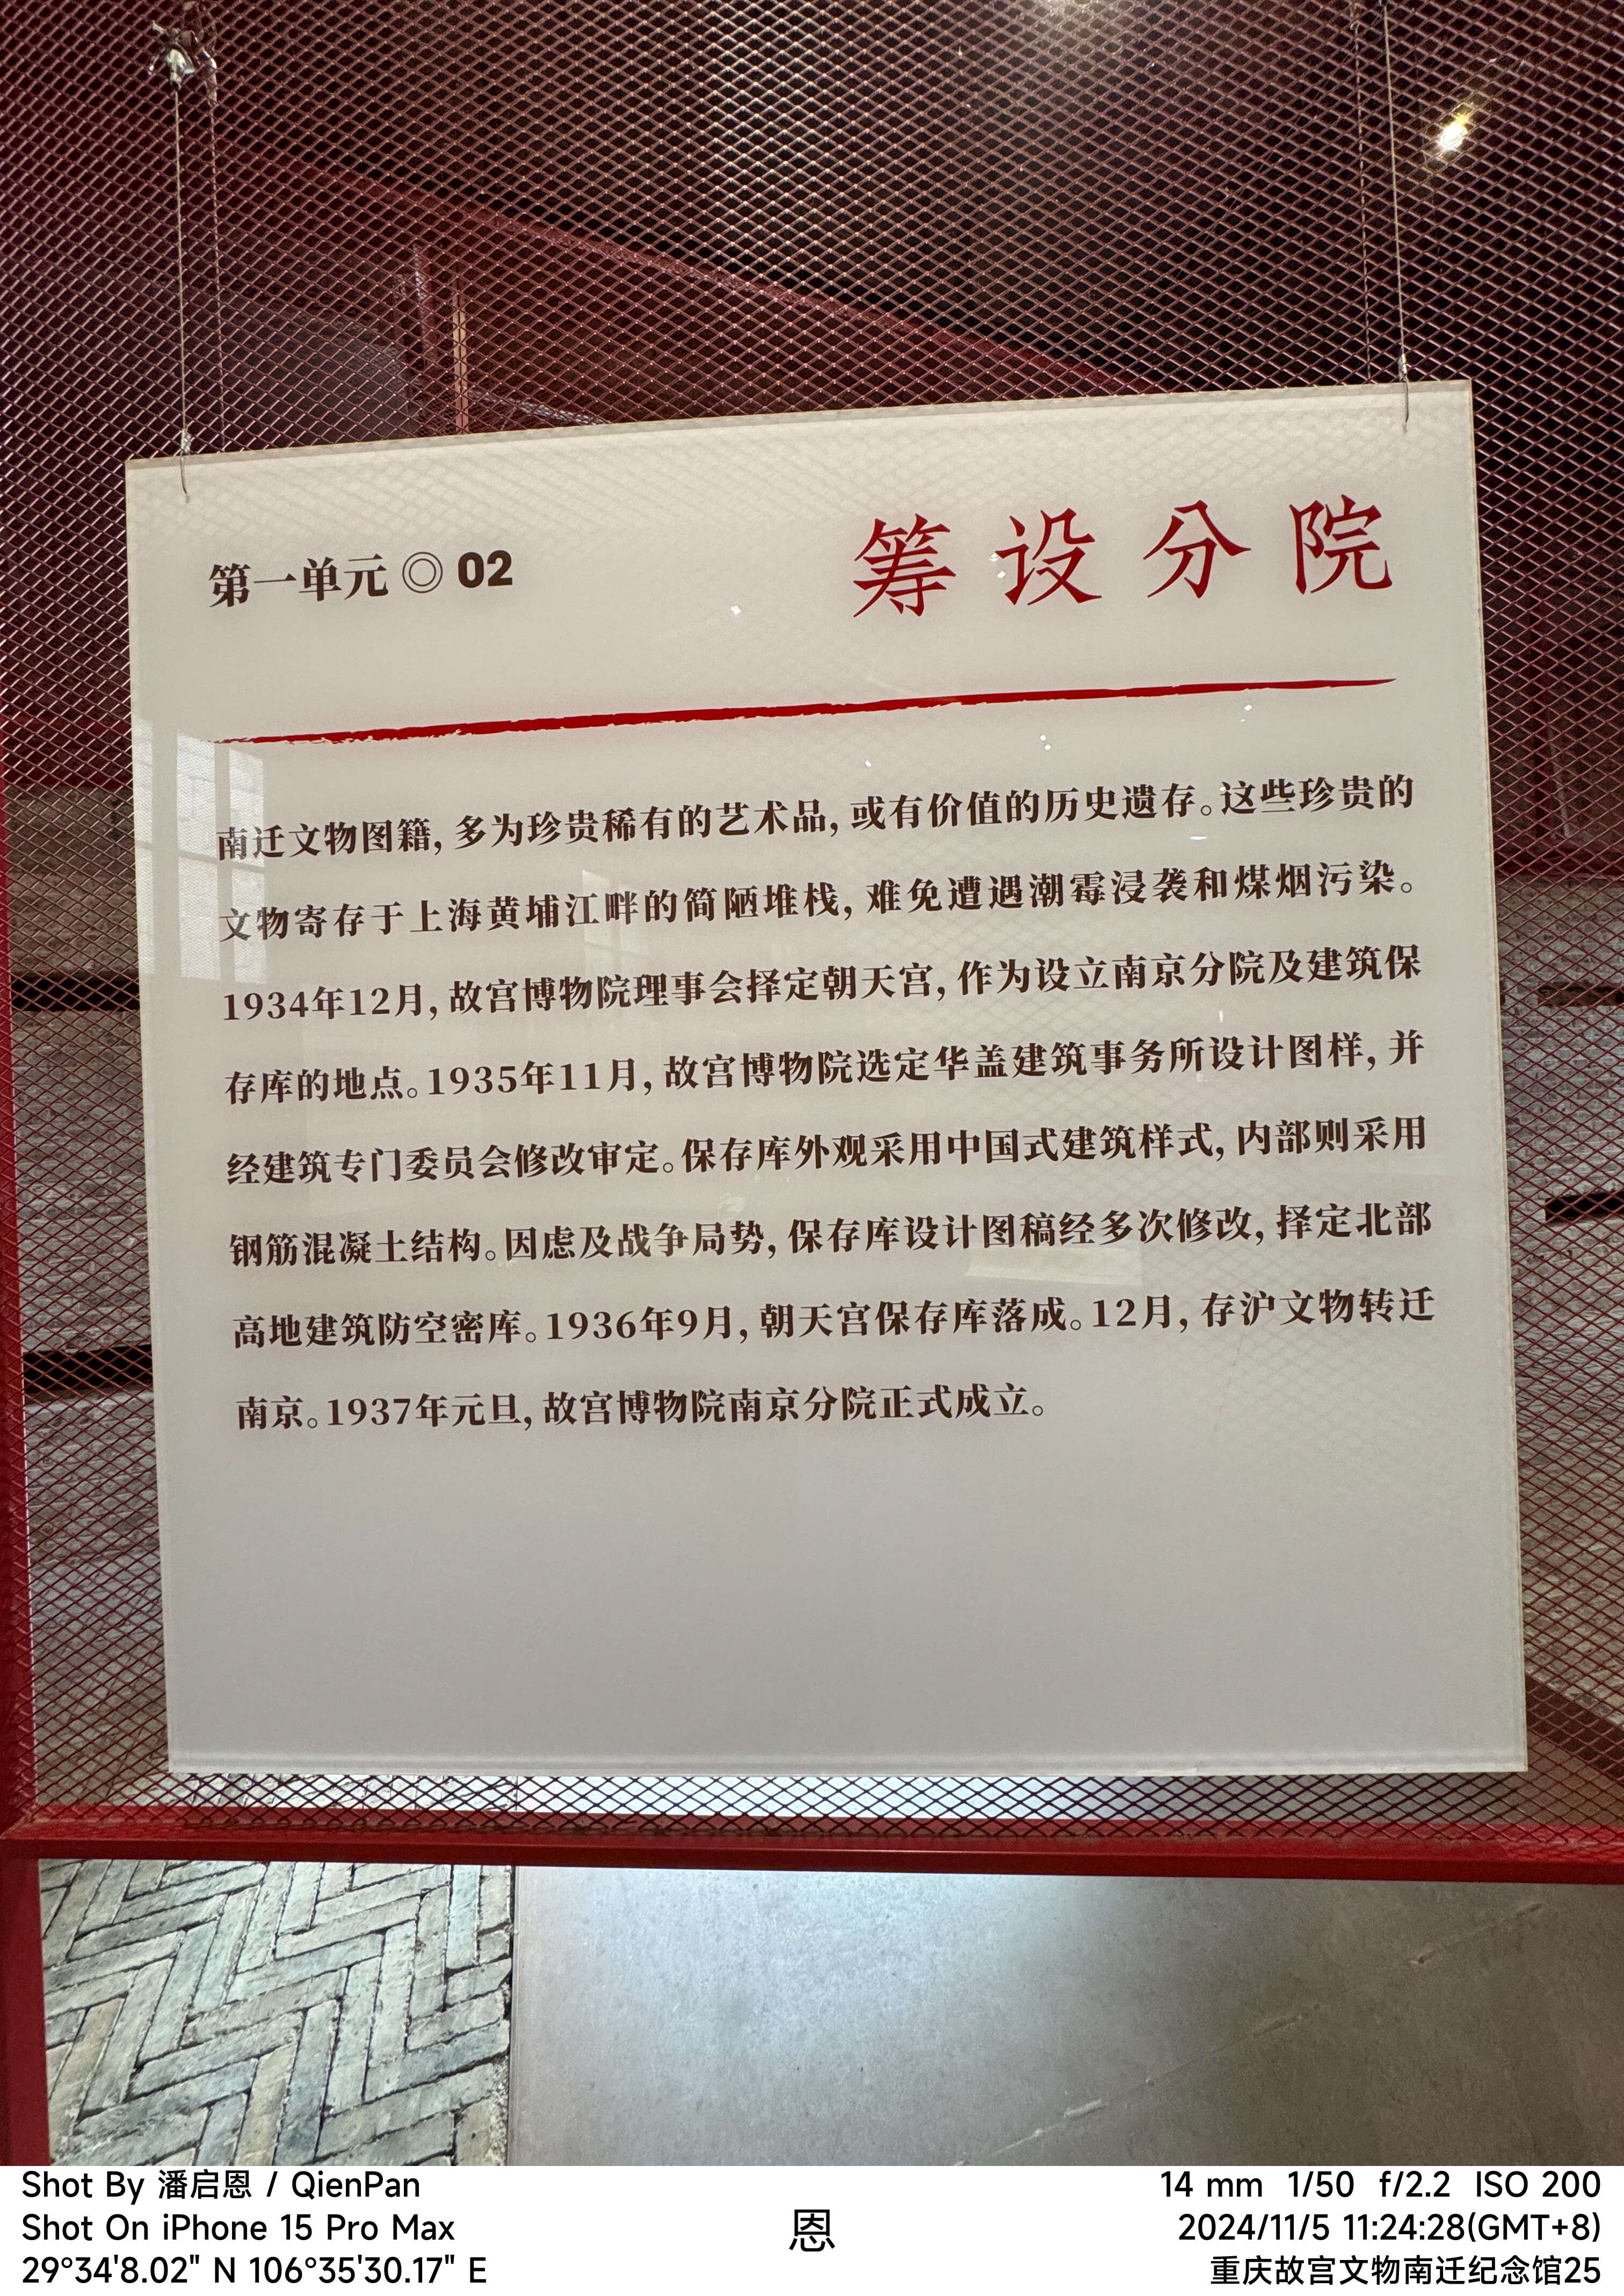 第一单元 ◎ 02
筹设分院
南迁文物图籍，多为珍贵稀有的艺术品，或有价值的历史遗存。这些珍贵的
文物寄存于上海黄埔江畔的简陋堆栈，难免遭遇潮霉浸袭和煤烟污染。
1934年12月，故宫博物院理事会择定朝天宫，作为设立南京分院及建筑保
存库的地点。1935年11月，故宫博物院选定华盖建筑事务所设计图样，并
经建筑专门委员会修改审定。保存库外观采用中国式建筑样式，内部则采用
钢筋混凝土结构。因虑及战争局势，保存库设计图稿经多次修改，择定北部
高地建筑防空密库。1936年9月，朝天宫保存库落成。12月，存沪文物转迁
南京。1937年元旦，故宫博物院南京分院正式成立。
Shot By 潘启恩 / QienPan
Shot On iPhone 15 Pro Max
29°34'8.02" N 106°35'30.17" E
恩
14 mm 1/50 f/2.2 ISO 200
2024/11/5 11:24:28(GMT+8)
重庆故宫文物南迁纪念馆25